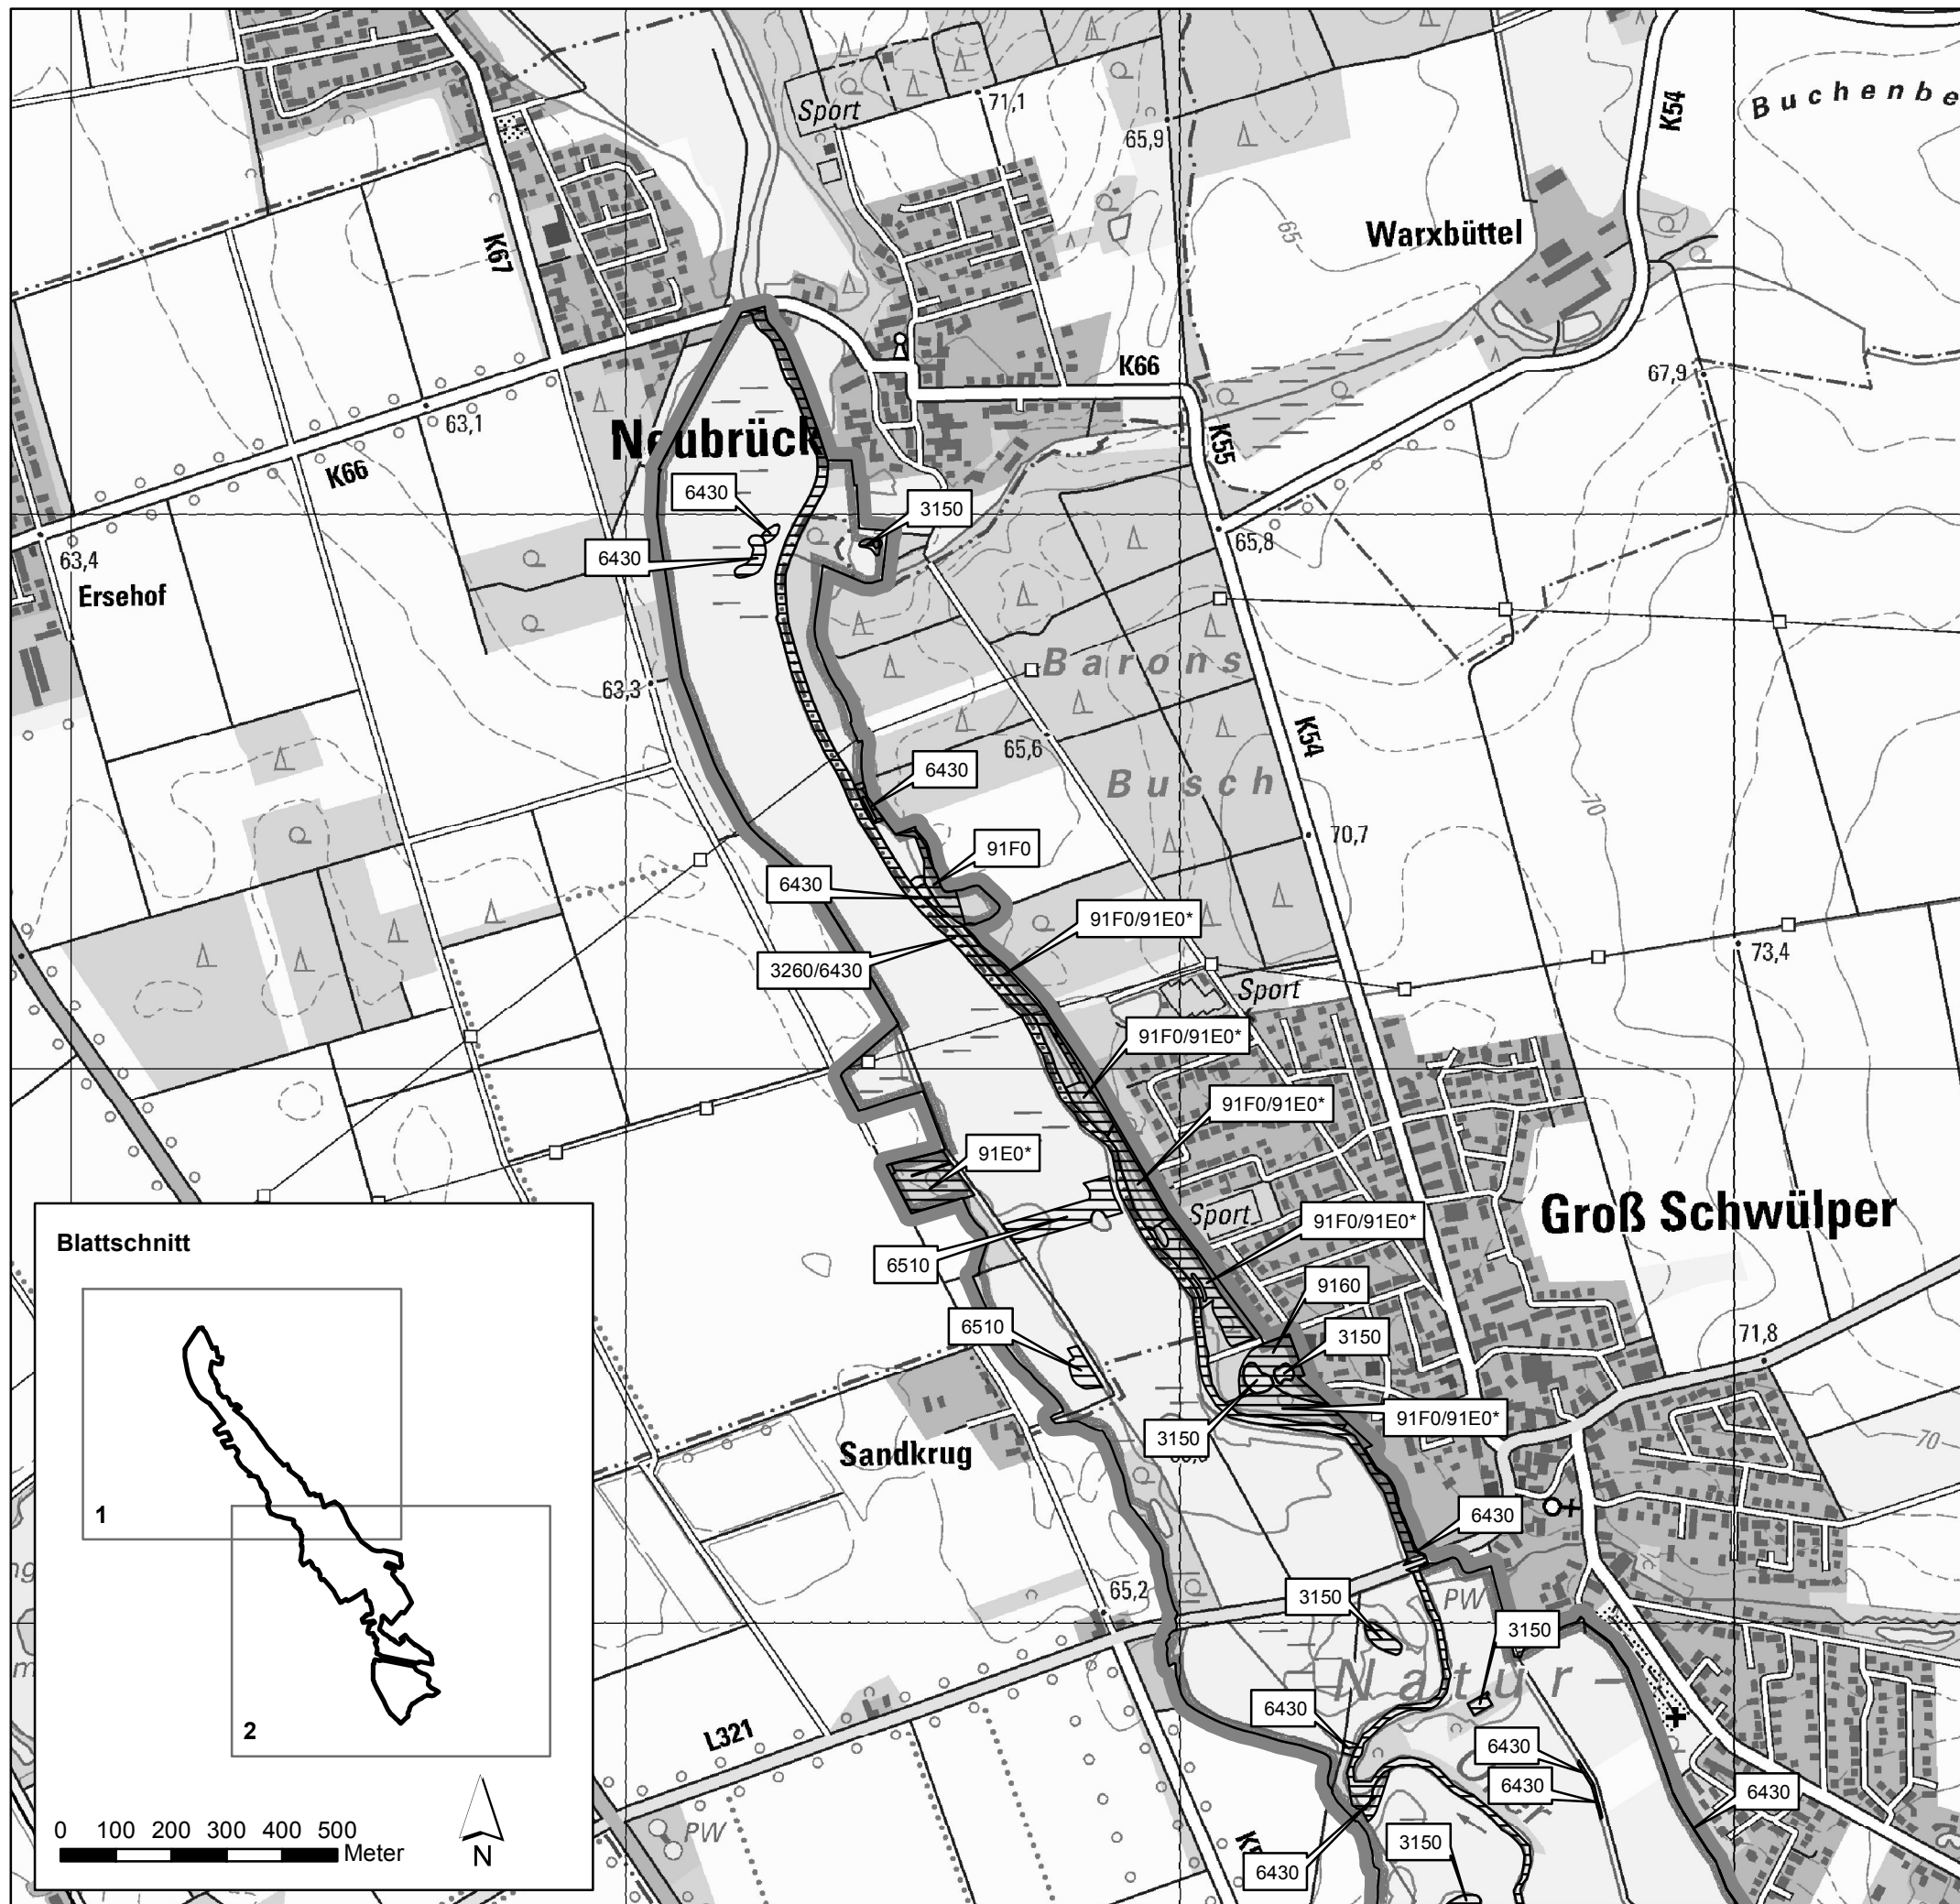 Sport
71,1
65,9
K54
Buchenbe
K67
Warxbüttel
65
K66
67,9
63,1
Neubrück
K55
K66
6430
3150
63,4
6430
65,8
Ersehof
Barons
63,3
65,6
K54
6430
Busch
70
70,7
91F0
6430
91F0/91E0*
73,4
3260/6430
Sport
91F0/91E0*
91F0/91E0*
91E0*
Groß Schwülper
Sport
91F0/91E0*
6510
9160
6510
3150
71,8
91F0/91E0*
3150
70
Sandkrug
6430
65,2
3150
PW
3150
Natur-
6430
L321
6430
6430
6430
PW
3150
6430
Blattschnitt
1
2
0 100 200 300 400 500
Meter
N